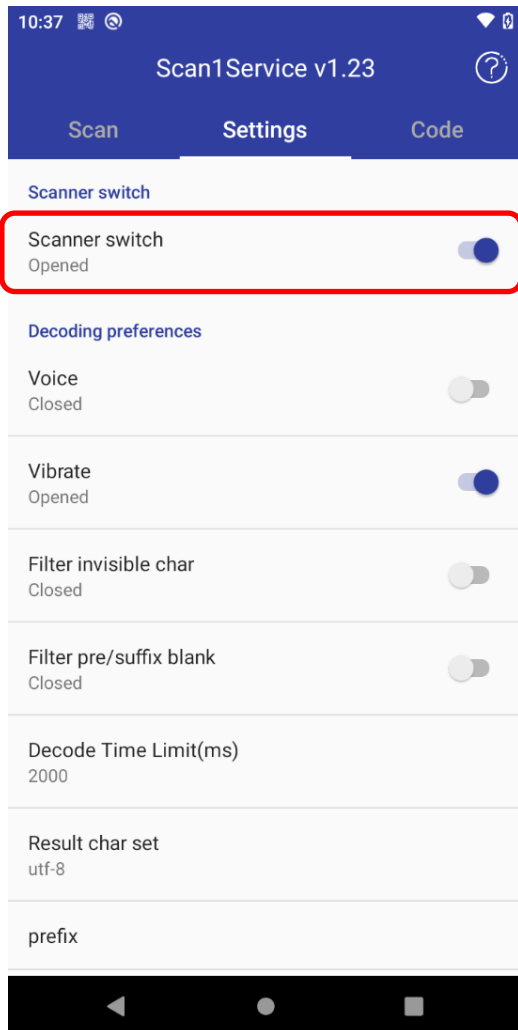 10:37
Scan1Service v1.23
Scan Settings Code
Scanner switch
Scanner switch
Opened
Decoding preferences
Voice
Closed
Vibrate
Opened
Filter invisible char
Closed
Filter pre/suffix blank
Closed
Decode Time Limit(ms)
2000
Result char set
utf-8
prefix